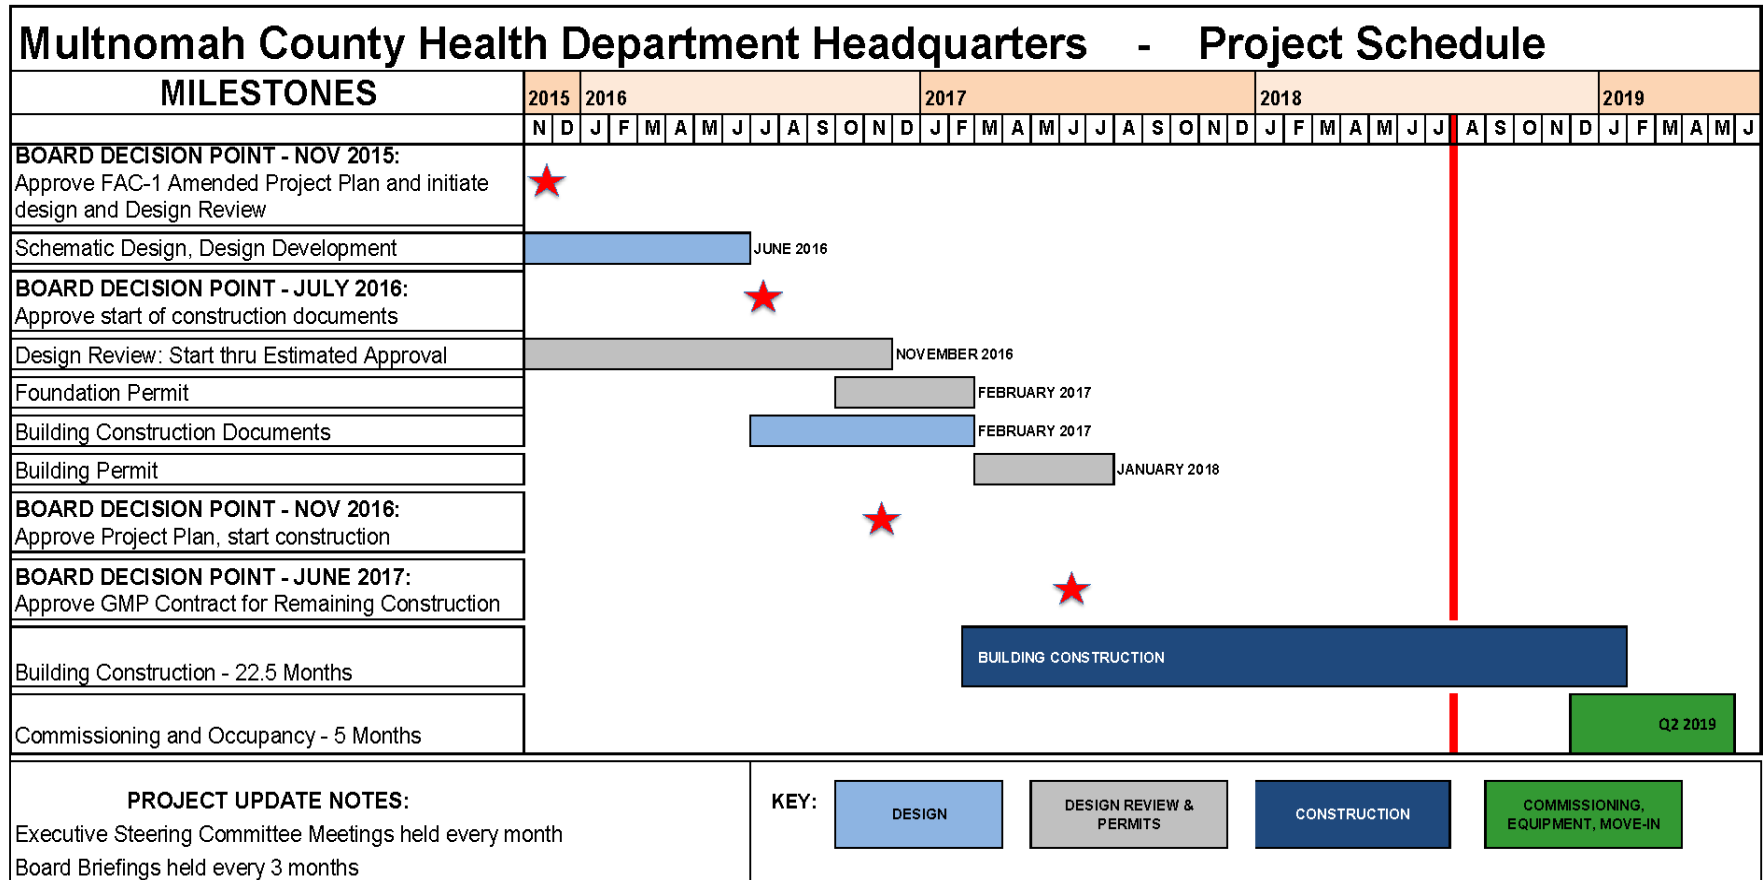 Multnomah County Health Department Headquarters - Project Schedule
MILESTONES
2015 2016 2017 2018 2019
N D J F M A M J J A S O N D J F M A M J J A S O N D J F M A M J J A S O N D J F M A M J
BOARD DECISION POINT - NOV 2015:
Approve FAC-1 Amended Project Plan and initiate
design and Design Review
Schematic Design, Design Development
JUNE 2016
BOARD DECISION POINT - JULY 2016:
Approve start of construction documents
Design Review: Start thru Estimated Approval
NOVEMBER 2016
Foundation Permit
FEBRUARY 2017
Building Construction Documents
FEBRUARY 2017
Building Permit
JANUARY 2018
BOARD DECISION POINT - NOV 2016:
Approve Project Plan, start construction
BOARD DECISION POINT - JUNE 2017:
Approve GMP Contract for Remaining Construction
BUILDING CONSTRUCTION
Building Construction - 22.5 Months
Q2 2019
Commissioning and Occupancy - 5 Months
PROJECT UPDATE NOTES:
Executive Steering Committee Meetings held every month
Board Briefings held every 3 months
KEY:
DESIGN
DESIGN REVIEW &
PERMITS
CONSTRUCTION
COMMISSIONING,
EQUIPMENT, MOVE-IN